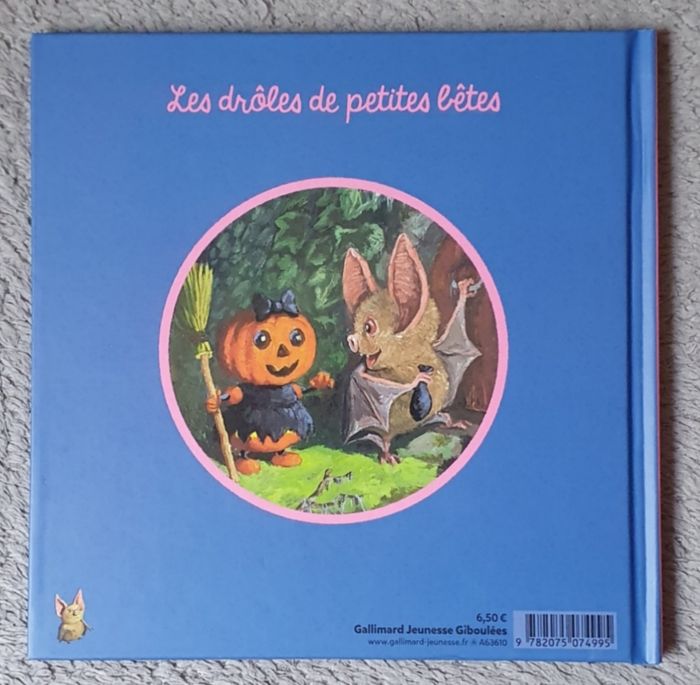 Les drôles de petites bêtes
6,50 €
Gallimard Jeunesse Giboulées
www.gallimard-jeunesse.fr ✳ A63610
9 782075 074995